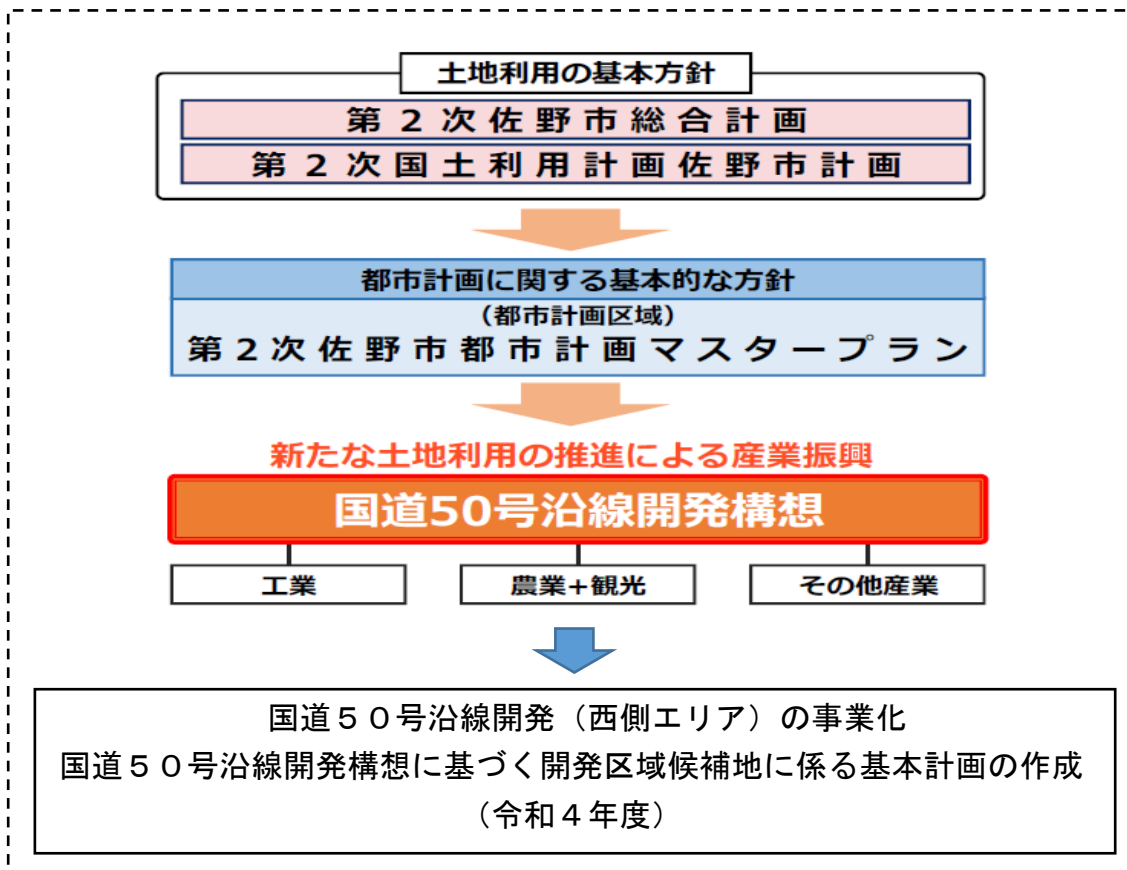 土地利用の基本方針
第２次佐野市総合計画
第２次国土利用計画佐野市計画
都市計画に関する基本的な方針
（都市計画区域）
第２次佐野市都市計画マスタープラン
新たな土地利用の推進による産業振興
国道50号沿線開発構想
工業
農業+観光
その他産業
国道５０号沿線開発（西側エリア）の事業化
国道５０号沿線開発構想に基づく開発区域候補地に係る基本計画の作成
（令和４年度）